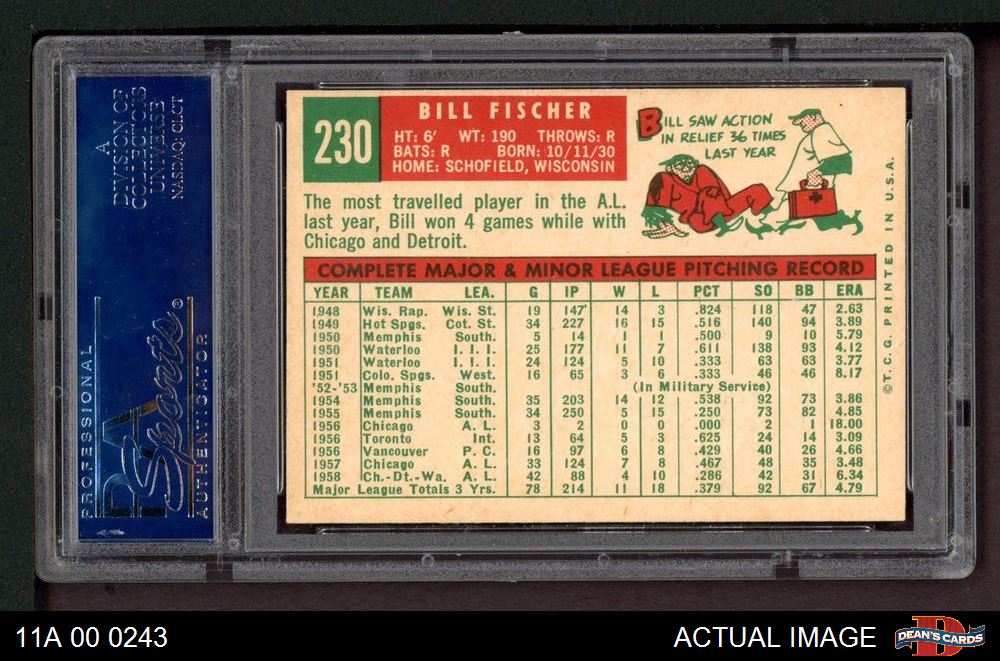 A
DIVISION OF
COLLECTORS
UNIVERSE
NASDAQ: CLCT
PROFESSIONAL
PSA
Sports®
AUTHENTICATOR
230
BILL FISCHER
HT: 6' WT: 190 THROWS: R
BATS: R BORN: 10/11/30
HOME: SCHOFIELD, WISCONSIN
BILL SAW ACTION
IN RELIEF 36 TIMES
LAST YEAR
The most travelled player in the A.L.
last year, Bill won 4 games while with
Chicago and Detroit.
COMPLETE MAJOR & MINOR LEAGUE PITCHING RECORD
YEAR TEAM LEA. G IP W L PCT SO BB ERA
1948 Wis. Rap. Wis. St. 19 147 14 3 .824 118 47 2.63
1949 Hot Spgs. Cot. St. 34 227 16 15 .516 140 94 3.89
1950 Memphis South. 5 14 1 1 .500 9 10 5.79
1950 Waterloo I. I. I. 25 177 11 7 .611 138 93 4.12
1951 Waterloo I. I. I. 24 124 5 10 .333 63 63 3.77
1951 Colo. Spgs. West. 16 65 3 6 .333 46 46 8.17
'52-'53 Memphis South. (In Military Service)
1954 Memphis South. 35 203 14 12 .538 92 73 3.86
1955 Memphis South. 34 250 5 15 .250 73 82 4.85
1956 Chicago A. L. 3 2 0 0 .000 2 1 18.00
1956 Toronto Int. 13 64 5 3 .625 24 14 3.09
1956 Vancouver P. C. 16 97 6 8 .429 40 26 4.66
1957 Chicago A. L. 33 124 7 8 .467 48 35 3.48
1958 Ch.-Dt.-Wa. A. L. 42 88 4 10 .286 42 31 6.34
Major League Totals 3 Yrs. 78 214 11 18 .379 92 67 4.79
©T.C.G. PRINTED IN U.S.A.
11A 00 0243
ACTUAL IMAGE
D
DEAN'S CARDS